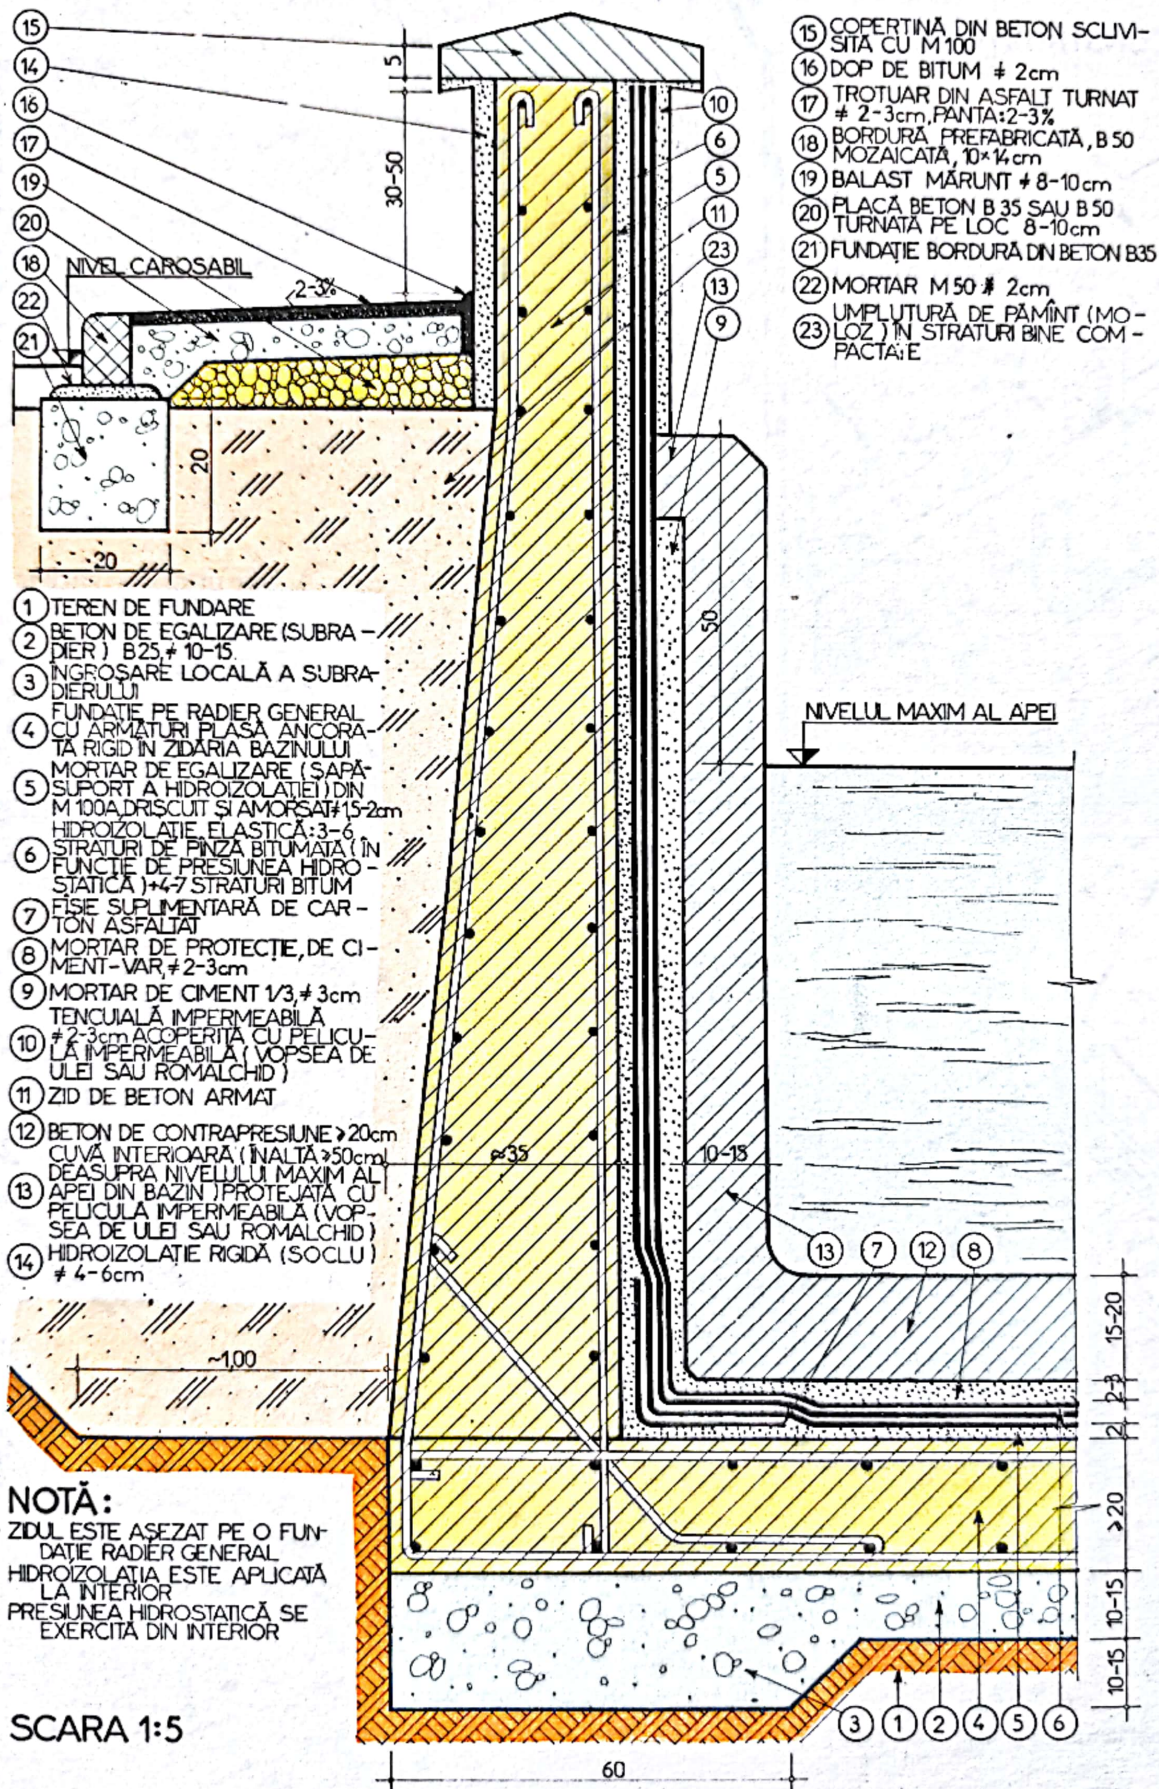 15 COPERTINĂ DIN BETON SCLIVI-
SITĂ CU M 100
16 DOP DE BITUM ≠ 2cm
17 TROTUAR DIN ASFALT TURNAT
≠ 2-3cm, PANTA:2-3%
18 BORDURĂ PREFABRICATĂ, B 50
MOZAICATĂ, 10×14cm
19 BALAST MĂRUNT ≠ 8-10cm
20 PLACĂ BETON B 35 SAU B 50
TURNATĂ PE LOC 8-10cm
21 FUNDAȚIE BORDURĂ DIN BETON B35
22 MORTAR M 50 ≠ 2cm
23 UMPLUTURĂ DE PĂMÎNT (MO-
LOZ) ÎN STRATURI BINE COM-
PACTATE
15
14
16
17
19
20
18
22
21
10
6
5
11
23
13
9
5
30-50
NIVEL CAROSABIL
2-3%
20
20
50
NIVELUL MAXIM AL APEI
1 TEREN DE FUNDARE
2 BETON DE EGALIZARE (SUBRA-
DIER) B25, ≠ 10-15
3 ÎNGROȘARE LOCALĂ A SUBRA-
DIERULUI
4 FUNDAȚIE PE RADIER GENERAL
CU ARMĂTURI PLASĂ ANCORA-
TĂ RIGID ÎN ZIDĂRIA BAZINULUI
5 MORTAR DE EGALIZARE (ȘAPĂ-
SUPORT A HIDROIZOLAȚIEI) DIN
M 100 A DRIȘCUIT ȘI AMORSAT ≠ 1,5-2cm
6 HIDROIZOLAȚIE ELASTICĂ: 3-6
STRATURI DE PÎNZĂ BITUMATĂ (ÎN
FUNCȚIE DE PRESIUNEA HIDRO-
STATICĂ) +4-7 STRATURI BITUM
7 FÎȘIE SUPLIMENTARĂ DE CAR-
TON ASFALTAT
8 MORTAR DE PROTECȚIE, DE CI-
MENT-VAR, ≠ 2-3cm
9 MORTAR DE CIMENT 1/3, ≠ 3cm
10 TENCUIALĂ IMPERMEABILĂ
≠ 2-3cm ACOPERITĂ CU PELICU-
LĂ IMPERMEABILĂ (VOPSEA DE
ULEI SAU ROMALCHID)
11 ZID DE BETON ARMAT
12 BETON DE CONTRAPRESIUNE >20cm
13 CUVĂ INTERIOARĂ (ÎNALTĂ >50cm
DEASUPRA NIVELULUI MAXIM AL
APEI DIN BAZIN) PROTEJATĂ CU
PELICULĂ IMPERMEABILĂ (VOP-
SEA DE ULEI SAU ROMALCHID)
14 HIDROIZOLAȚIE RIGIDĂ (SOCLU)
≠ 4-6cm
≈35
10-15
13
7
12
8
15-20
2-3
2
>20
10-15
10-15
~1,00
NOTĂ:
ZIDUL ESTE AȘEZAT PE O FUN-
DAȚIE RADIER GENERAL
HIDROIZOLAȚIA ESTE APLICATĂ
LA INTERIOR
PRESIUNEA HIDROSTATICĂ SE
EXERCITĂ DIN INTERIOR
SCARA 1:5
3
1
2
4
5
6
60